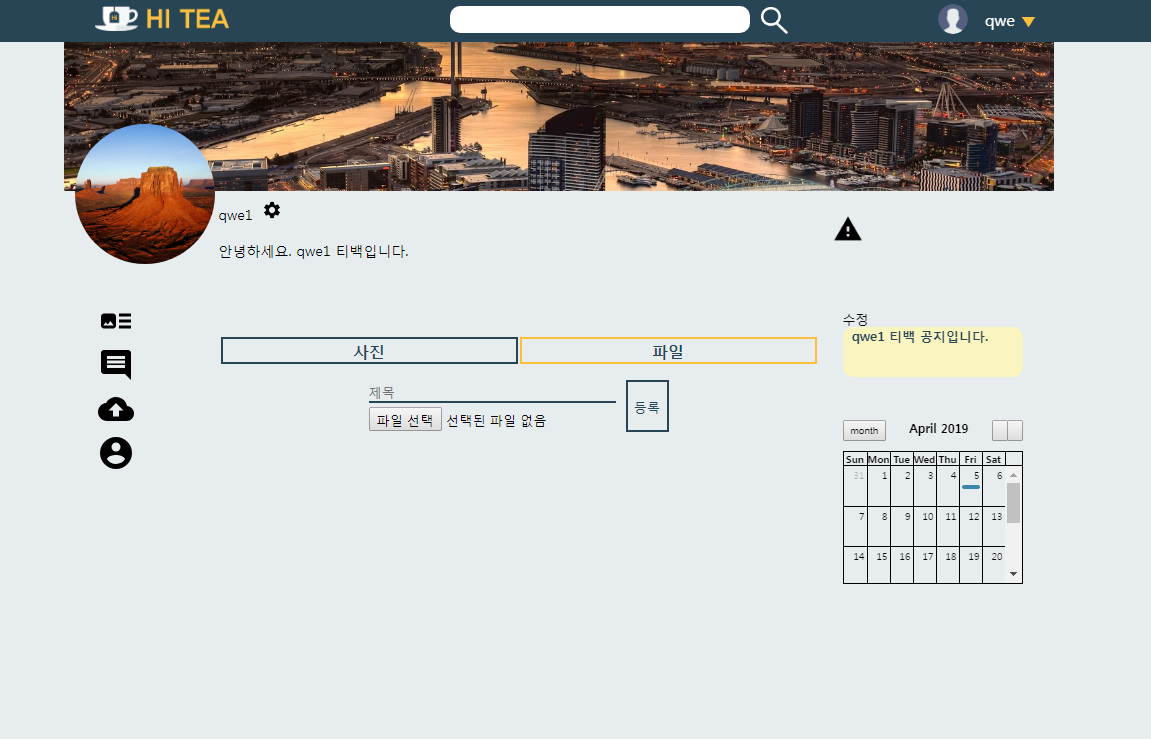 Hi HI TEA
qwe
qwe1
안녕하세요. qwe1 티백입니다.
수정
qwe1 티백 공지입니다.
사진 파일
제목
등록
파일 선택 선택된 파일 없음
month April 2019
Sun Mon Tue Wed Thu Fri Sat
31 1 2 3 4 5 6
7 8 9 10 11 12 13
14 15 16 17 18 19 20